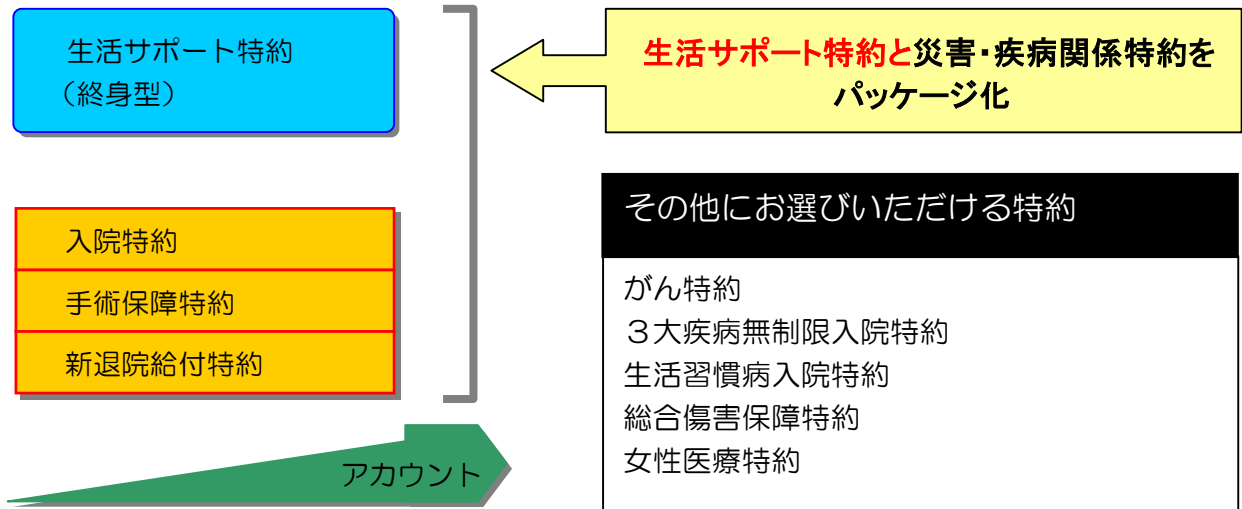 生活サポート特約
（終身型）
入院特約
手術保障特約
新退院給付特約
アカウント
生活サポート特約と災害・疾病関係特約を
パッケージ化
その他にお選びいただける特約
がん特約
３大疾病無制限入院特約
生活習慣病入院特約
総合傷害保障特約
女性医療特約